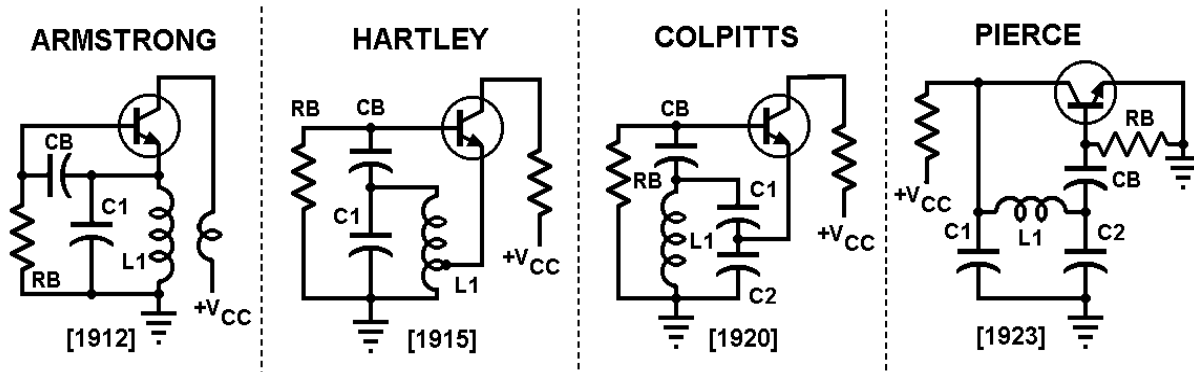 ARMSTRONG
CB
C1
L1
RB
+VCC
[1912]
HARTLEY
RB
CB
C1
L1
+VCC
[1915]
COLPITTS
CB
RB
C1
L1
C2
+VCC
[1920]
PIERCE
RB
CB
+VCC
C1
L1
C2
[1923]